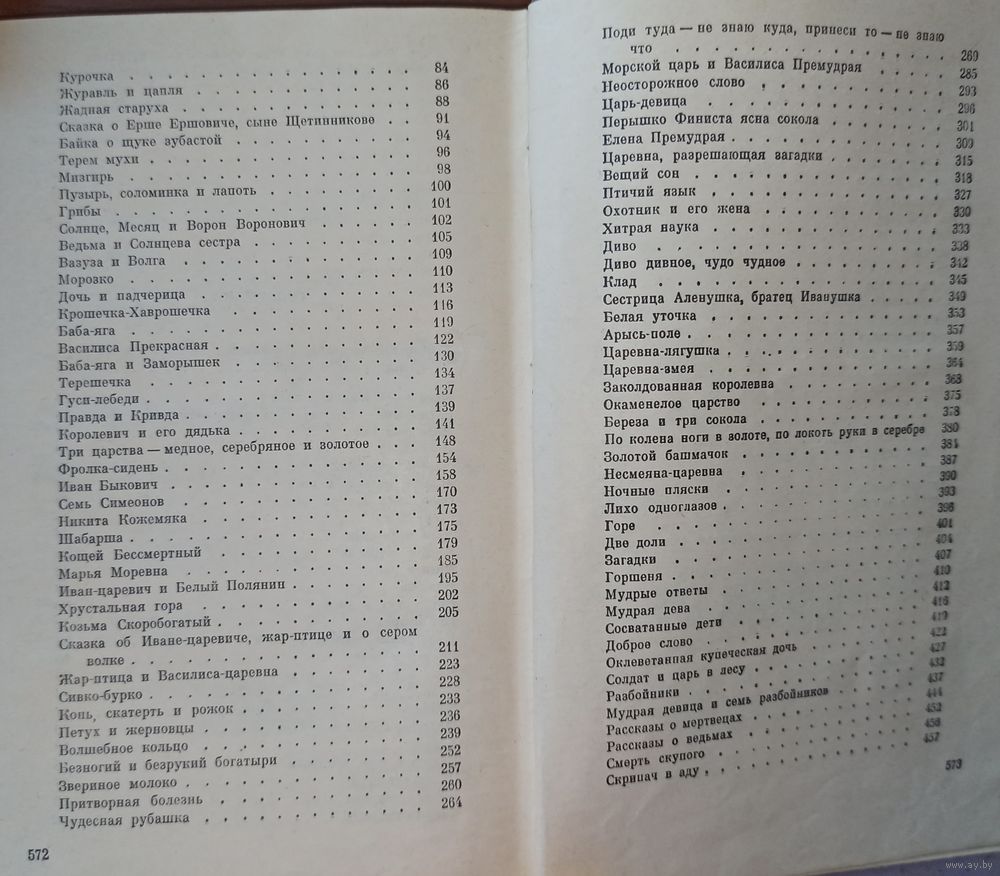 Курочка . . . . . . . . . . . . . . . 84
Журавль и цапля . . . . . . . . . . . 86
Жадная старуха . . . . . . . . . . . . 88
Сказка о Ерше Ершовиче, сыне Щетинникове . . 91
Байка о щуке зубастой . . . . . . . . . 94
Терем мухи . . . . . . . . . . . . . . 96
Мизгирь . . . . . . . . . . . . . . . 98
Пузырь, соломинка и лапоть . . . . . . . 100
Грибы . . . . . . . . . . . . . . . . 101
Солнце, Месяц и Ворон Воронович . . . . . 102
Ведьма и Солнцева сестра . . . . . . . . 105
Вазуза и Волга . . . . . . . . . . . . 109
Морозко . . . . . . . . . . . . . . . 110
Дочь и падчерица . . . . . . . . . . . 113
Крошечка-Хаврошечка . . . . . . . . . . 116
Баба-яга . . . . . . . . . . . . . . . 119
Василиса Прекрасная . . . . . . . . . . 122
Баба-яга и Заморышек . . . . . . . . . 130
Терешечка . . . . . . . . . . . . . . 134
Гуси-лебеди . . . . . . . . . . . . . 137
Правда и Кривда . . . . . . . . . . . . 139
Королевич и его дядька . . . . . . . . . 141
Три царства — медное, серебряное и золотое . . . 148
Фролка-сидень . . . . . . . . . . . . . 154
Иван Быкович . . . . . . . . . . . . . 158
Семь Симеонов . . . . . . . . . . . . . 170
Никита Кожемяка . . . . . . . . . . . . 173
Шабарша . . . . . . . . . . . . . . . 175
Кощей Бессмертный . . . . . . . . . . . 179
Марья Моревна . . . . . . . . . . . . . 185
Иван-царевич и Белый Полянин . . . . . . . 195
Хрустальная гора . . . . . . . . . . . 202
Козьма Скоробогатый . . . . . . . . . . 205
Сказка об Иване-царевиче, жар-птице и о сером
волке . . . . . . . . . . . . . . . 211
Жар-птица и Василиса-царевна . . . . . . . 223
Сивко-бурко . . . . . . . . . . . . . . 228
Конь, скатерть и рожок . . . . . . . . . 233
Петух и жерновцы . . . . . . . . . . . 236
Волшебное кольцо . . . . . . . . . . . 239
Безногий и безрукий богатыри . . . . . . . 252
Звериное молоко . . . . . . . . . . . . 257
Притворная болезнь . . . . . . . . . . . 260
Чудесная рубашка . . . . . . . . . . . 264
572
Поди туда — не знаю куда, принеси то — не знаю
что . . . . . . . . . . . . . . . 269
Морской царь и Василиса Премудрая . . . . 285
Неосторожное слово . . . . . . . . . . 293
Царь-девица . . . . . . . . . . . . . 296
Перышко Финиста ясна сокола . . . . . . . 301
Елена Премудрая . . . . . . . . . . . . 309
Царевна, разрешающая загадки . . . . . . . 315
Вещий сон . . . . . . . . . . . . . . 318
Птичий язык . . . . . . . . . . . . . 327
Охотник и его жена . . . . . . . . . . 330
Хитрая наука . . . . . . . . . . . . . 333
Диво . . . . . . . . . . . . . . . . 338
Диво дивное, чудо чудное . . . . . . . . 342
Клад . . . . . . . . . . . . . . . . 345
Сестрица Аленушка, братец Иванушка . . . . . 349
Белая уточка . . . . . . . . . . . . . 353
Арысь-поле . . . . . . . . . . . . . . 357
Царевна-лягушка . . . . . . . . . . . . 359
Царевна-змея . . . . . . . . . . . . . 364
Заколдованная королевна . . . . . . . . . 368
Окаменелое царство . . . . . . . . . . 375
Береза и три сокола . . . . . . . . . . 378
По колена ноги в золоте, по локоть руки в серебре 380
Золотой башмачок . . . . . . . . . . . 381
Несмеяна-царевна . . . . . . . . . . . 387
Ночные пляски . . . . . . . . . . . . . 390
Лихо одноглазое . . . . . . . . . . . . 393
Горе . . . . . . . . . . . . . . . . 398
Две доли . . . . . . . . . . . . . . . 401
Загадки . . . . . . . . . . . . . . . 404
Горшеня . . . . . . . . . . . . . . . 407
Мудрые ответы . . . . . . . . . . . . . 410
Мудрая дева . . . . . . . . . . . . . 412
Сосватанные дети . . . . . . . . . . . 416
Доброе слово . . . . . . . . . . . . . 419
Оклеветанная купеческая дочь . . . . . . . 422
Солдат и царь в лесу . . . . . . . . . . 427
Разбойники . . . . . . . . . . . . . . 432
Мудрая девица и семь разбойников . . . . . 437
Рассказы о мертвецах . . . . . . . . . . 444
Рассказы о ведьмах . . . . . . . . . . 452
Смерть скупого . . . . . . . . . . . . 456
Скрипач в аду . . . . . . . . . . . . . 457
573
www.ay.by